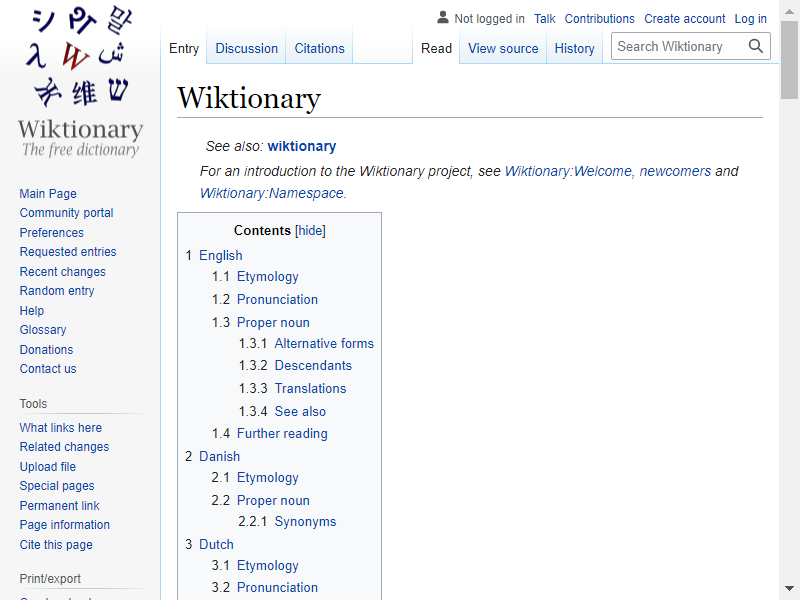 Not logged in Talk Contributions Create account Log in
Entry Discussion Citations Read View source History Search Wiktionary
シ 말
λ W ش
维 ש
Wiktionary
The free dictionary
Main Page
Community portal
Preferences
Requested entries
Recent changes
Random entry
Help
Glossary
Donations
Contact us
Tools
What links here
Related changes
Upload file
Special pages
Permanent link
Page information
Cite this page
Print/export
Wiktionary
See also: wiktionary
For an introduction to the Wiktionary project, see Wiktionary:Welcome, newcomers and
Wiktionary:Namespace.
Contents [hide]
1 English
1.1 Etymology
1.2 Pronunciation
1.3 Proper noun
1.3.1 Alternative forms
1.3.2 Descendants
1.3.3 Translations
1.3.4 See also
1.4 Further reading
2 Danish
2.1 Etymology
2.2 Proper noun
2.2.1 Synonyms
3 Dutch
3.1 Etymology
3.2 Pronunciation